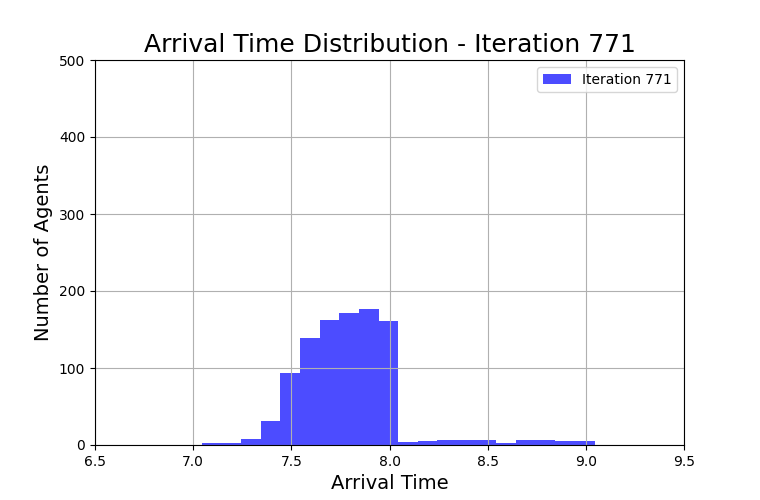 Arrival Time Distribution - Iteration 771
Iteration 771
500
400
300
200
100
0
Number of Agents
6.5 7.0 7.5 8.0 8.5 9.0 9.5
Arrival Time